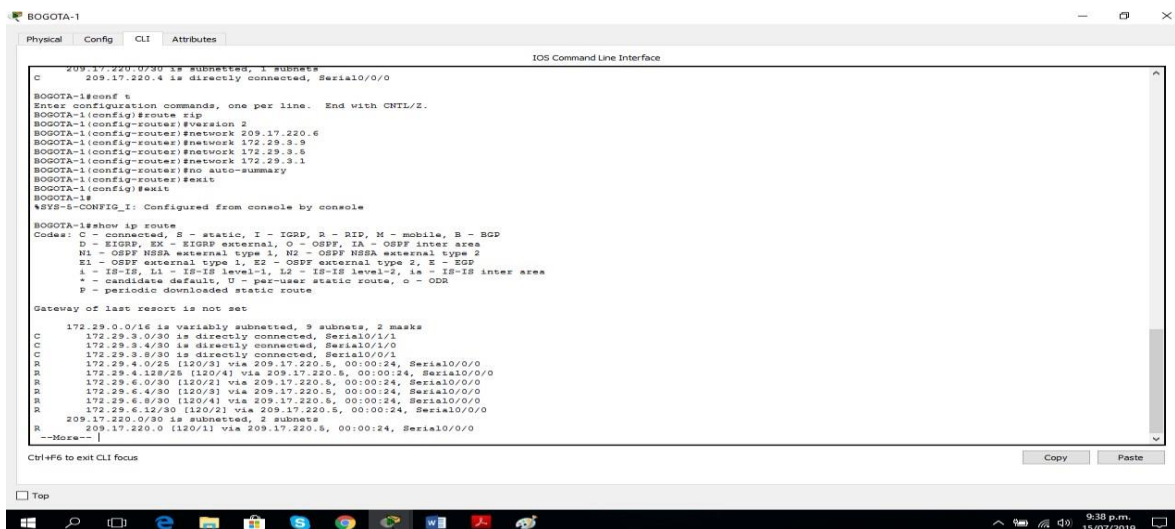 BOGOTA-1
Physical Config CLI Attributes
IOS Command Line Interface
209.17.220.0/30 is subnetted, 1 subnets
C 209.17.220.4 is directly connected, Serial0/0/0
BOGOTA-1#conf t
Enter configuration commands, one per line. End with CNTL/Z.
BOGOTA-1(config)#route rip
BOGOTA-1(config-router)#version 2
BOGOTA-1(config-router)#network 209.17.220.6
BOGOTA-1(config-router)#network 172.29.3.9
BOGOTA-1(config-router)#network 172.29.3.5
BOGOTA-1(config-router)#network 172.29.3.1
BOGOTA-1(config-router)#no auto-summary
BOGOTA-1(config-router)#exit
BOGOTA-1(config)#exit
BOGOTA-1#
%SYS-5-CONFIG_I: Configured from console by console
BOGOTA-1#show ip route
Codes: C - connected, S - static, I - IGRP, R - RIP, M - mobile, B - BGP
D - EIGRP, EX - EIGRP external, O - OSPF, IA - OSPF inter area
N1 - OSPF NSSA external type 1, N2 - OSPF NSSA external type 2
E1 - OSPF external type 1, E2 - OSPF external type 2, E - EGP
i - IS-IS, L1 - IS-IS level-1, L2 - IS-IS level-2, ia - IS-IS inter area
* - candidate default, U - per-user static route, o - ODR
P - periodic downloaded static route
Gateway of last resort is not set
172.29.0.0/16 is variably subnetted, 9 subnets, 2 masks
C 172.29.3.0/30 is directly connected, Serial0/1/1
C 172.29.3.4/30 is directly connected, Serial0/1/0
C 172.29.3.8/30 is directly connected, Serial0/0/1
R 172.29.4.0/25 [120/3] via 209.17.220.5, 00:00:24, Serial0/0/0
R 172.29.4.128/25 [120/4] via 209.17.220.5, 00:00:24, Serial0/0/0
R 172.29.6.0/30 [120/2] via 209.17.220.5, 00:00:24, Serial0/0/0
R 172.29.6.4/30 [120/3] via 209.17.220.5, 00:00:24, Serial0/0/0
R 172.29.6.8/30 [120/4] via 209.17.220.5, 00:00:24, Serial0/0/0
R 172.29.6.12/30 [120/2] via 209.17.220.5, 00:00:24, Serial0/0/0
209.17.220.0/30 is subnetted, 2 subnets
R 209.17.220.0 [120/1] via 209.17.220.5, 00:00:24, Serial0/0/0
--More--
Ctrl+F6 to exit CLI focus
Copy Paste
Top
9:38 p.m.
15/07/2019